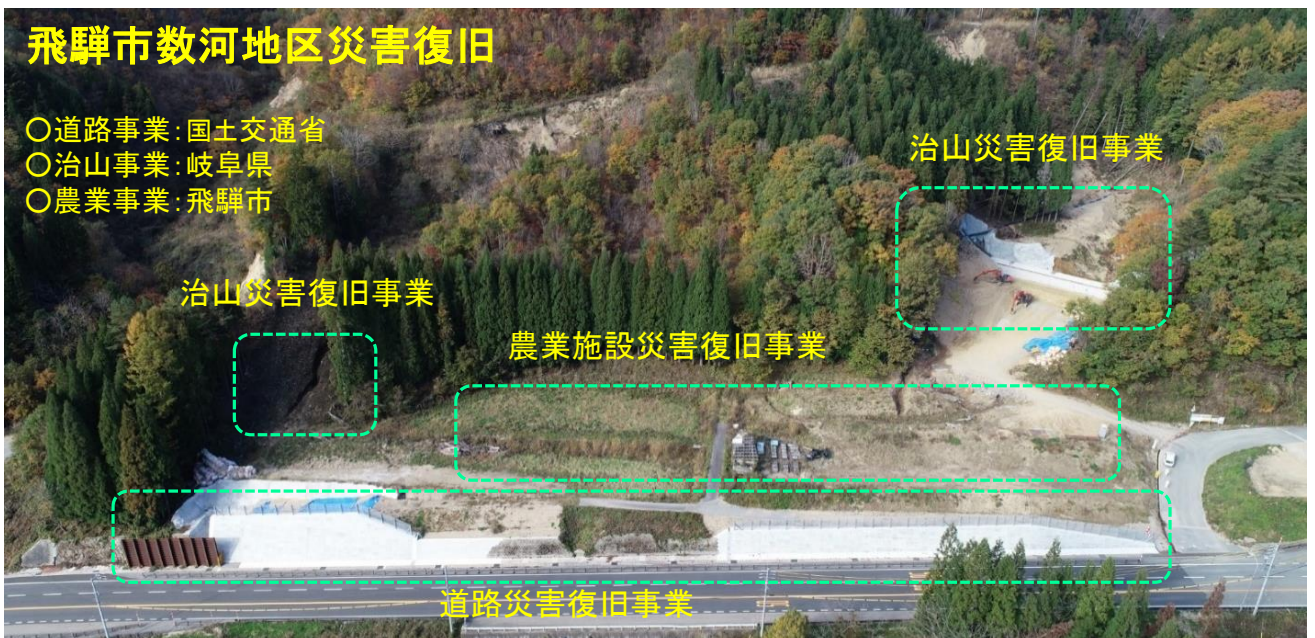 飛騨市数河地区災害復旧
〇道路事業：国土交通省
〇治山事業：岐阜県
〇農業事業：飛騨市
治山災害復旧事業
治山災害復旧事業
農業施設災害復旧事業
道路災害復旧事業